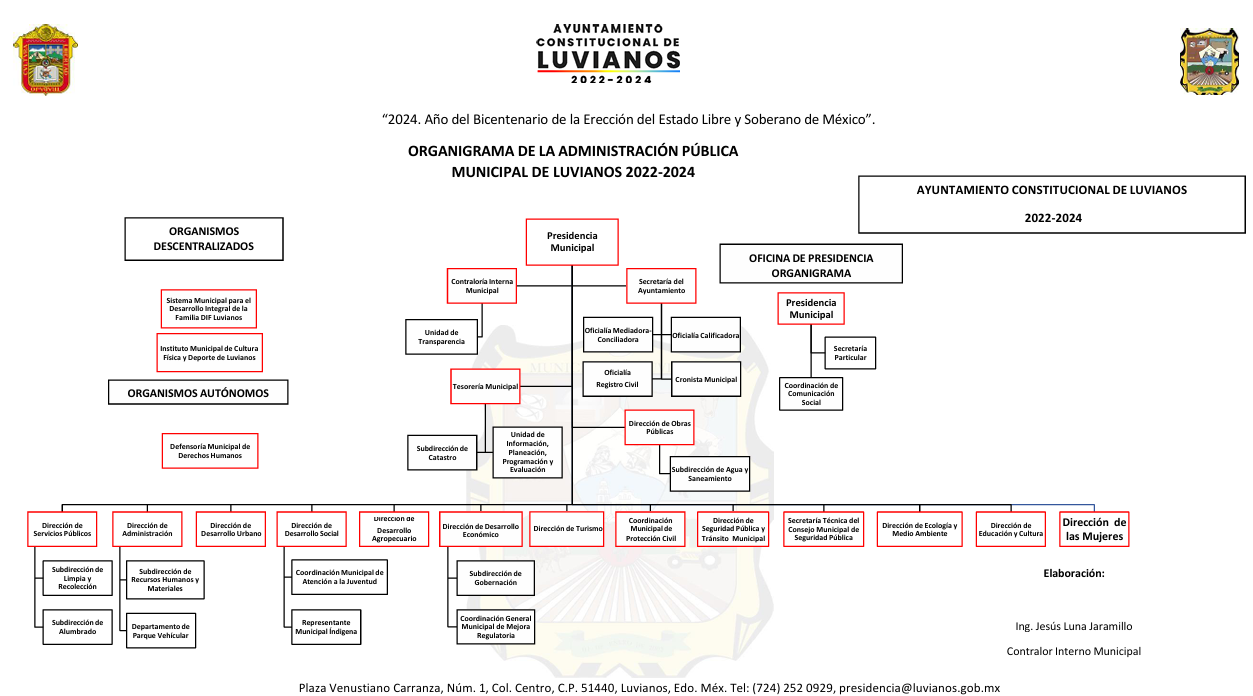 AYUNTAMIENTO
CONSTITUCIONAL DE
LUVIANOS
2022-2024
“2024. Año del Bicentenario de la Erección del Estado Libre y Soberano de México”.
ORGANIGRAMA DE LA ADMINISTRACIÓN PÚBLICA
MUNICIPAL DE LUVIANOS 2022-2024
AYUNTAMIENTO CONSTITUCIONAL DE LUVIANOS
2022-2024
ORGANISMOS
DESCENTRALIZADOS
Sistema Municipal para el
Desarrollo Integral de la
Familia DIF Luvianos
Instituto Municipal de Cultura
Física y Deporte de Luvianos
ORGANISMOS AUTÓNOMOS
Defensoría Municipal de
Derechos Humanos
Presidencia
Municipal
Contraloría Interna
Municipal
Secretaría del
Ayuntamiento
Unidad de
Transparencia
Oficialía Mediadora-
Conciliadora
Oficialía Calificadora
Oficialía
Registro Civil
Cronista Municipal
Tesorería Municipal
Subdirección de
Catastro
Unidad de
Información,
Planeación,
Programación y
Evaluación
Dirección de Obras
Públicas
Subdirección de Agua y
Saneamiento
OFICINA DE PRESIDENCIA
ORGANIGRAMA
Presidencia
Municipal
Secretaria
Particular
Coordinación de
Comunicación
Social
Dirección de
Servicios Públicos
Dirección de
Administración
Dirección de
Desarrollo Urbano
Dirección de
Desarrollo Social
Dirección de
Desarrollo
Agropecuario
Dirección de Desarrollo
Económico
Dirección de Turismo
Coordinación
Municipal de
Protección Civil
Dirección de
Seguridad Pública y
Tránsito Municipal
Secretaría Técnica del
Consejo Municipal de
Seguridad Pública
Dirección de Ecología y
Medio Ambiente
Dirección de
Educación y Cultura
Dirección de
las Mujeres
Subdirección de
Limpia y
Recolección
Subdirección de
Alumbrado
Subdirección de
Recursos Humanos y
Materiales
Departamento de
Parque Vehícular
Coordinación Municipal de
Atención a la Juventud
Representante
Municipal Índigena
Subdirección de
Gobernación
Coordinación General
Municipal de Mejora
Regulatoria
Elaboración:
Ing. Jesús Luna Jaramillo
Contralor Interno Municipal
Plaza Venustiano Carranza, Núm. 1, Col. Centro, C.P. 51440, Luvianos, Edo. Méx. Tel: (724) 252 0929, presidencia@luvianos.gob.mx